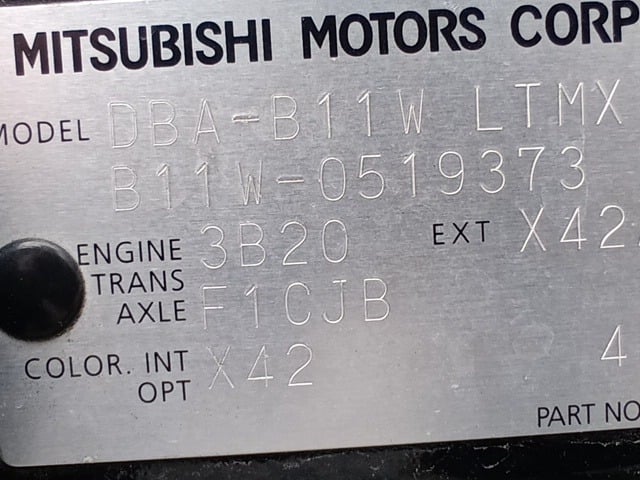 MITSUBISHI MOTORS CORP
MODEL DBA-B11W LTMX
B11W-0519373
ENGINE 3B20 EXT X42
TRANS
AXLE F1CJB
COLOR. INT X42 4
OPT
PART NO